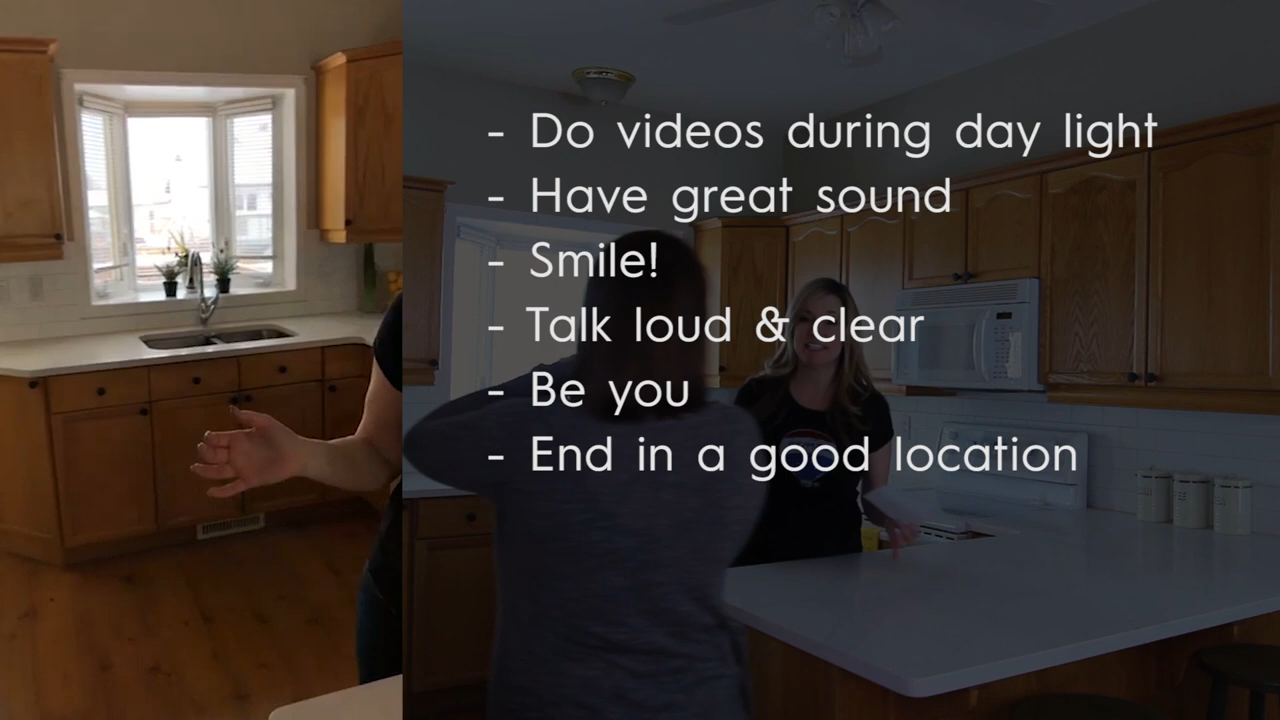 - Do videos during day light
- Have great sound
- Smile!
- Talk loud & clear
- Be you
- End in a good location